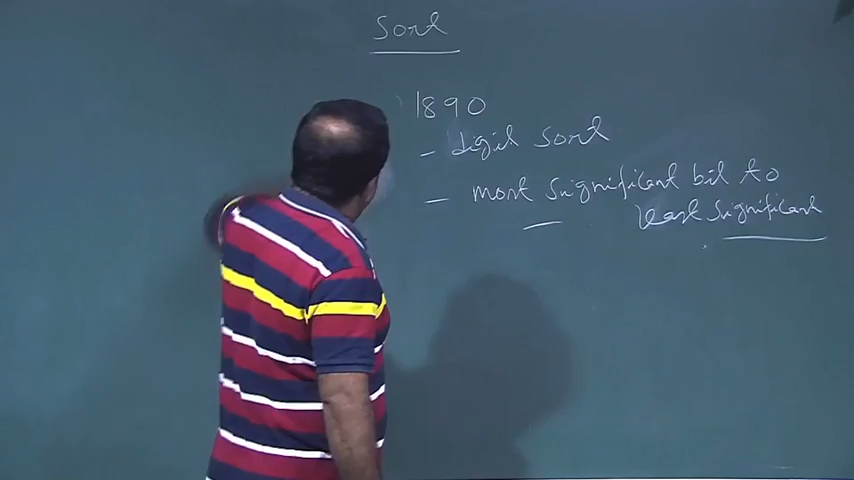 Sort
1890
- digit sort
- most significant bit to
least significant